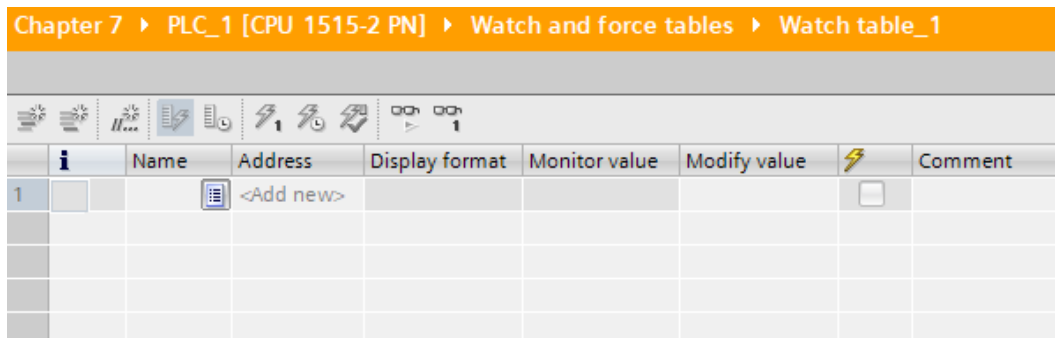 Chapter 7 ▸ PLC_1 [CPU 1515-2 PN] ▸ Watch and force tables ▸ Watch table_1
i Name Address Display format Monitor value Modify value Comment
1 <Add new>